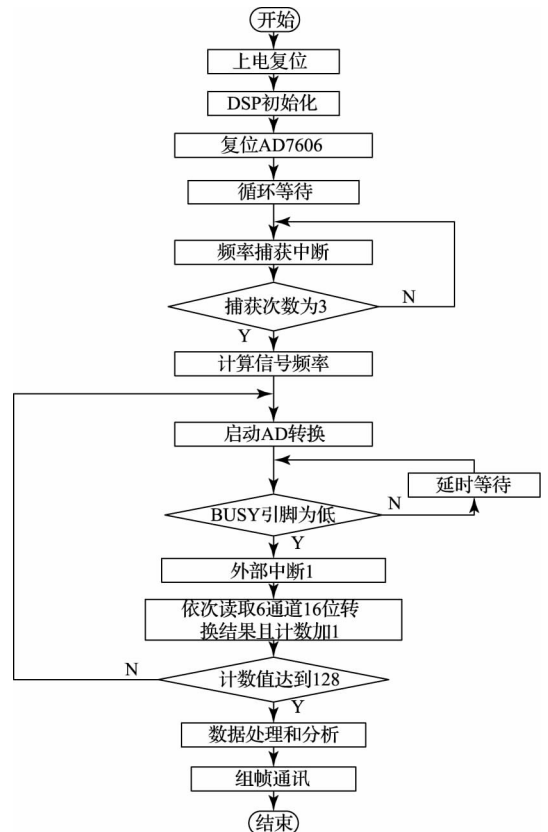 开始
上电复位
DSP初始化
复位AD7606
循环等待
频率捕获中断
捕获次数为3
N
Y
计算信号频率
启动AD转换
延时等待
BUSY引脚为低
N
Y
外部中断1
依次读取6通道16位转
换结果且计数加1
N
计数值达到128
Y
数据处理和分析
组帧通讯
结束